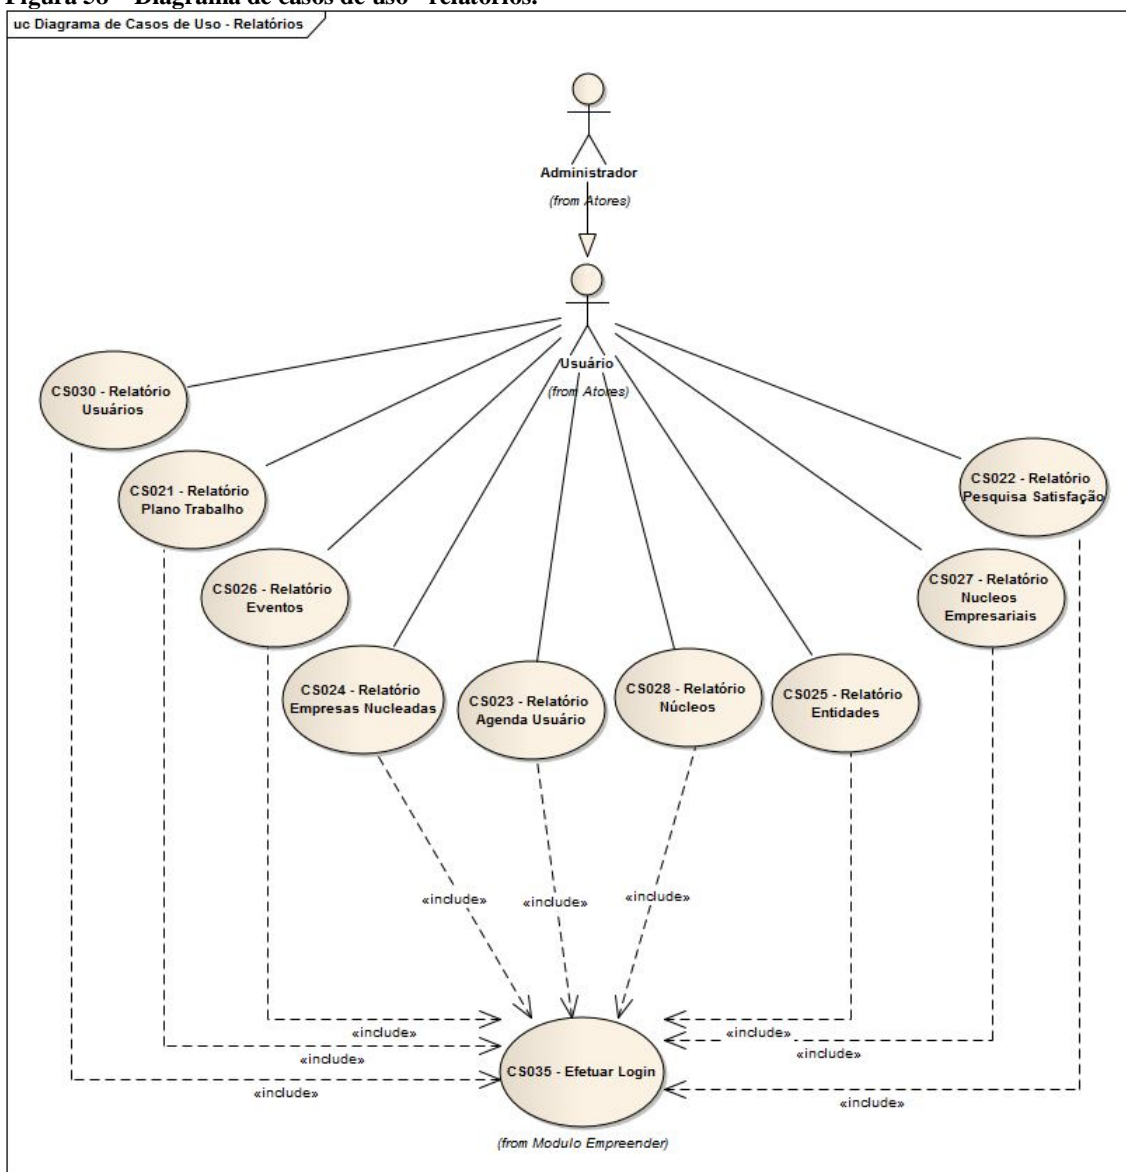 Figura 58 – Diagrama de casos de uso - relatórios.
uc Diagrama de Casos de Uso - Relatórios
Administrador
(from Atores)
Usuário
(from Atores)
CS030 - Relatório
Usuários
CS021 - Relatório
Plano Trabalho
CS022 - Relatório
Pesquisa Satisfação
CS026 - Relatório
Eventos
CS027 - Relatório
Nucleos
Empresariais
CS024 - Relatório
Empresas Nucleadas
CS023 - Relatório
Agenda Usuário
CS028 - Relatório
Núcleos
CS025 - Relatório
Entidades
«include»
«include»
«include»
«include»
«include»
«include»
«include»
«include»
«include»
CS035 - Efetuar Login
(from Modulo Empreender)